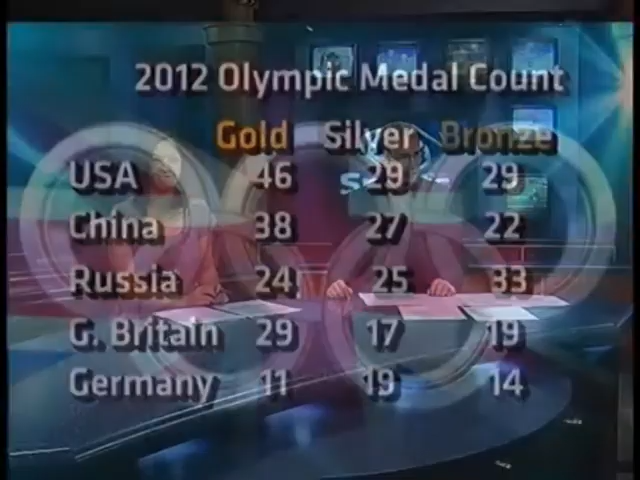 2012 Olympic Medal Count
Gold Silver Bronze
USA 46 29 29
China 38 27 22
Russia 24 25 33
G. Britain 29 17 19
Germany 11 19 14